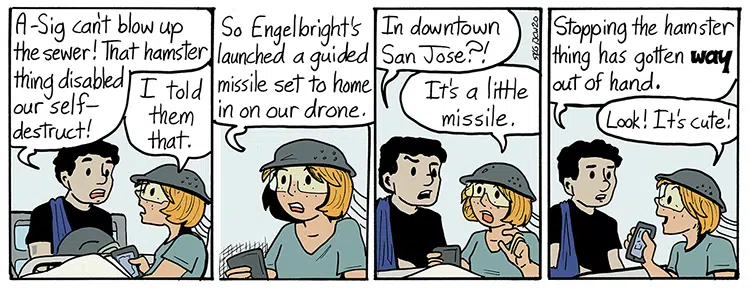 A-Sig can't blow up
the sewer! That hamster
thing disabled
our self-
destruct!
I told
them
that.
So Engelbright's
launched a guided
missile set to home
in on our drone.
In downtown
San Jose?!
It's a little
missile.
Stopping the hamster
thing has gotten way
out of hand.
Look! It's cute!